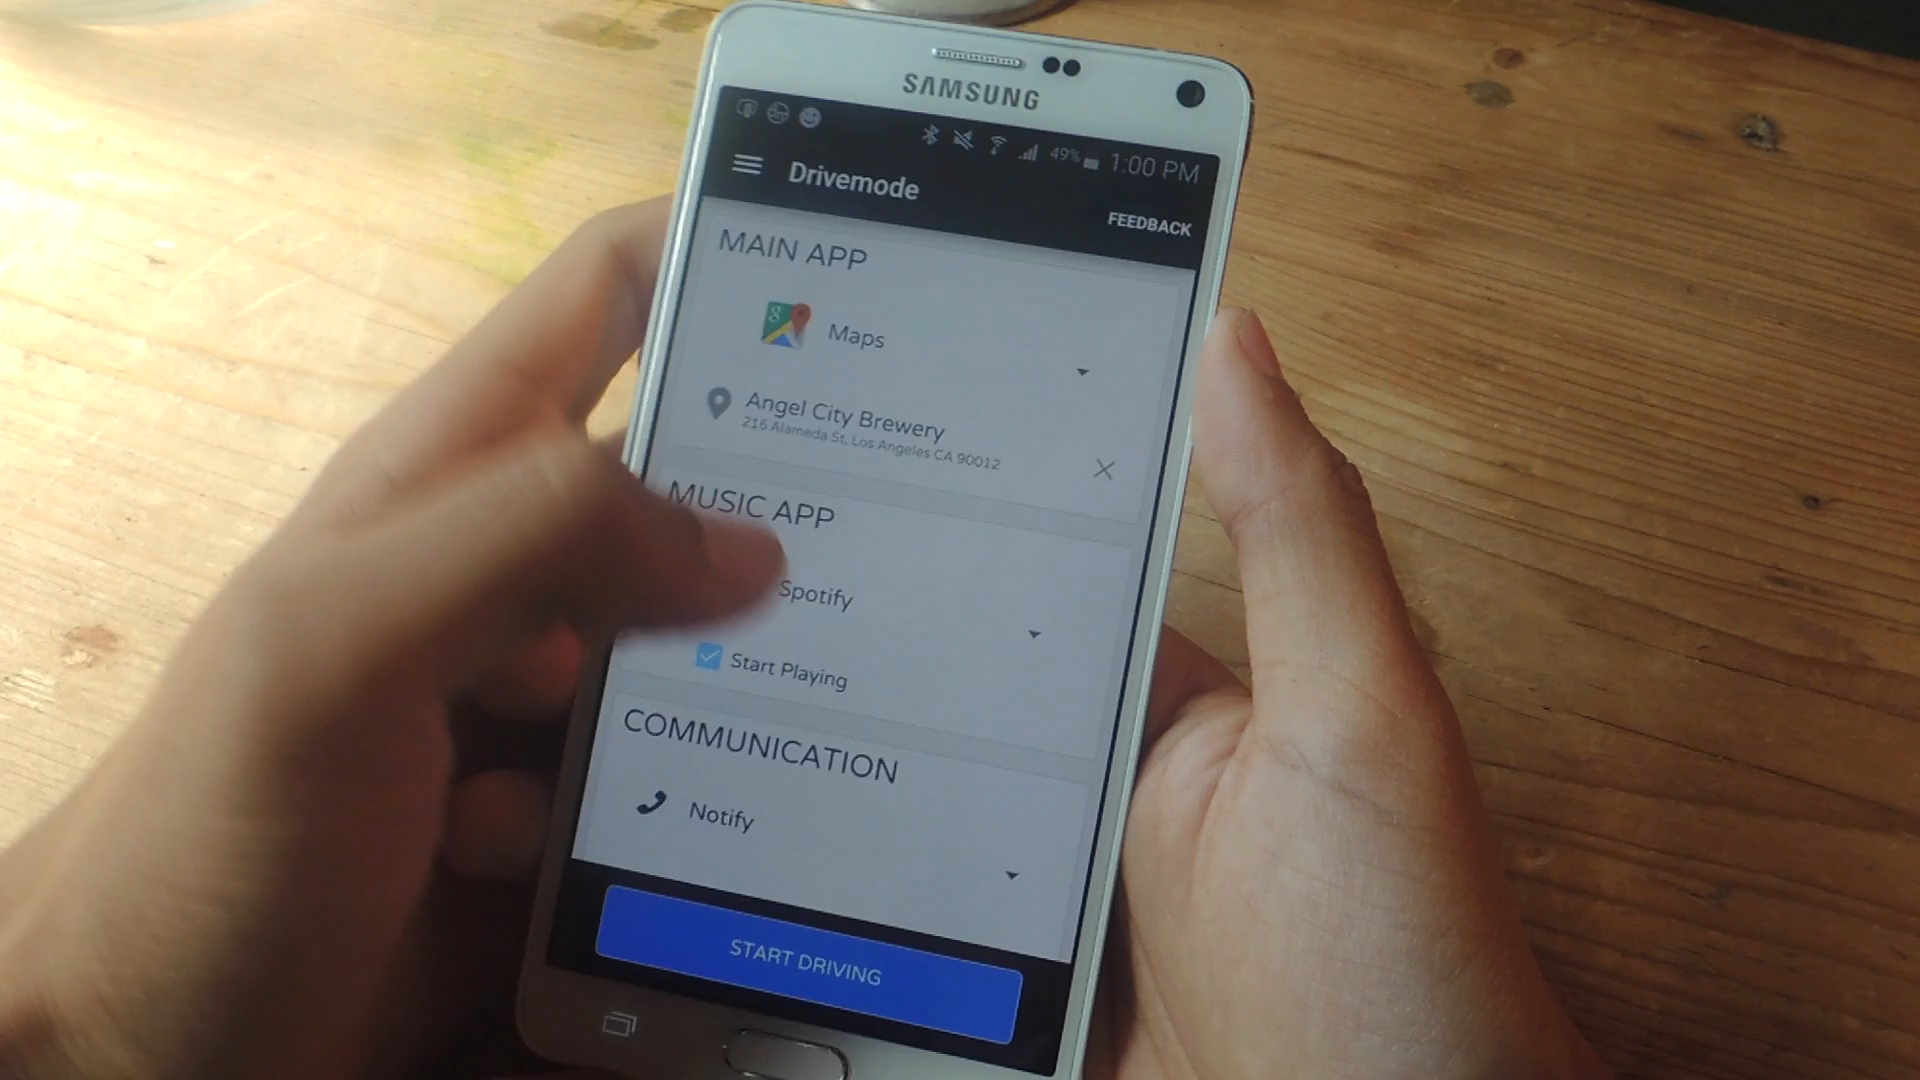 SAMSUNG
49% 1:00 PM
Drivemode
FEEDBACK
MAIN APP
Maps
Angel City Brewery
216 Alameda St, Los Angeles CA 90012
MUSIC APP
Spotify
Start Playing
COMMUNICATION
Notify
START DRIVING